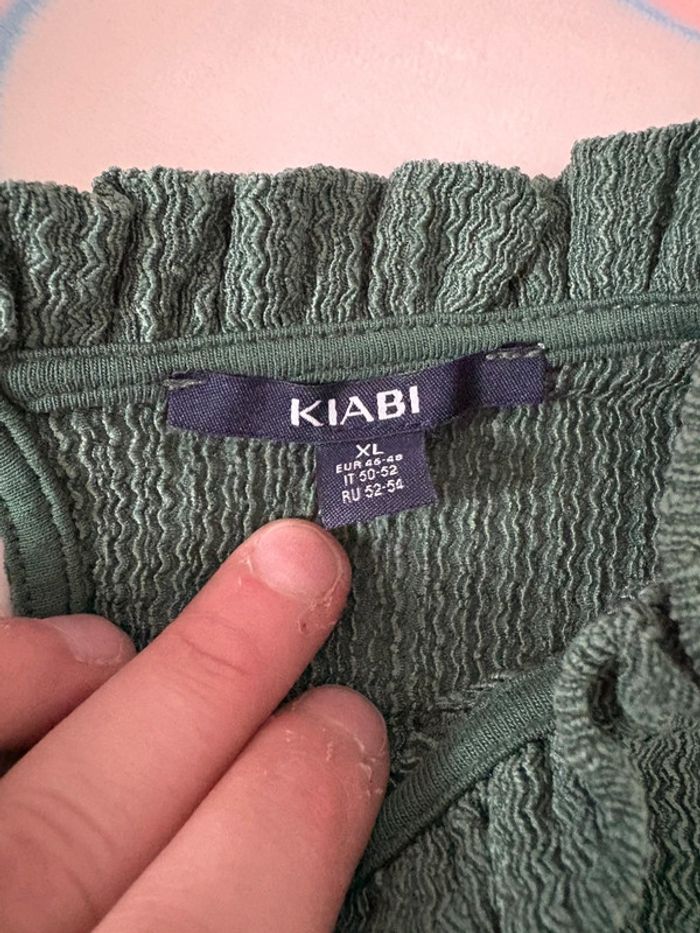 KIABI
XL
EUR 46-48
IT 50-52
RU 52-54